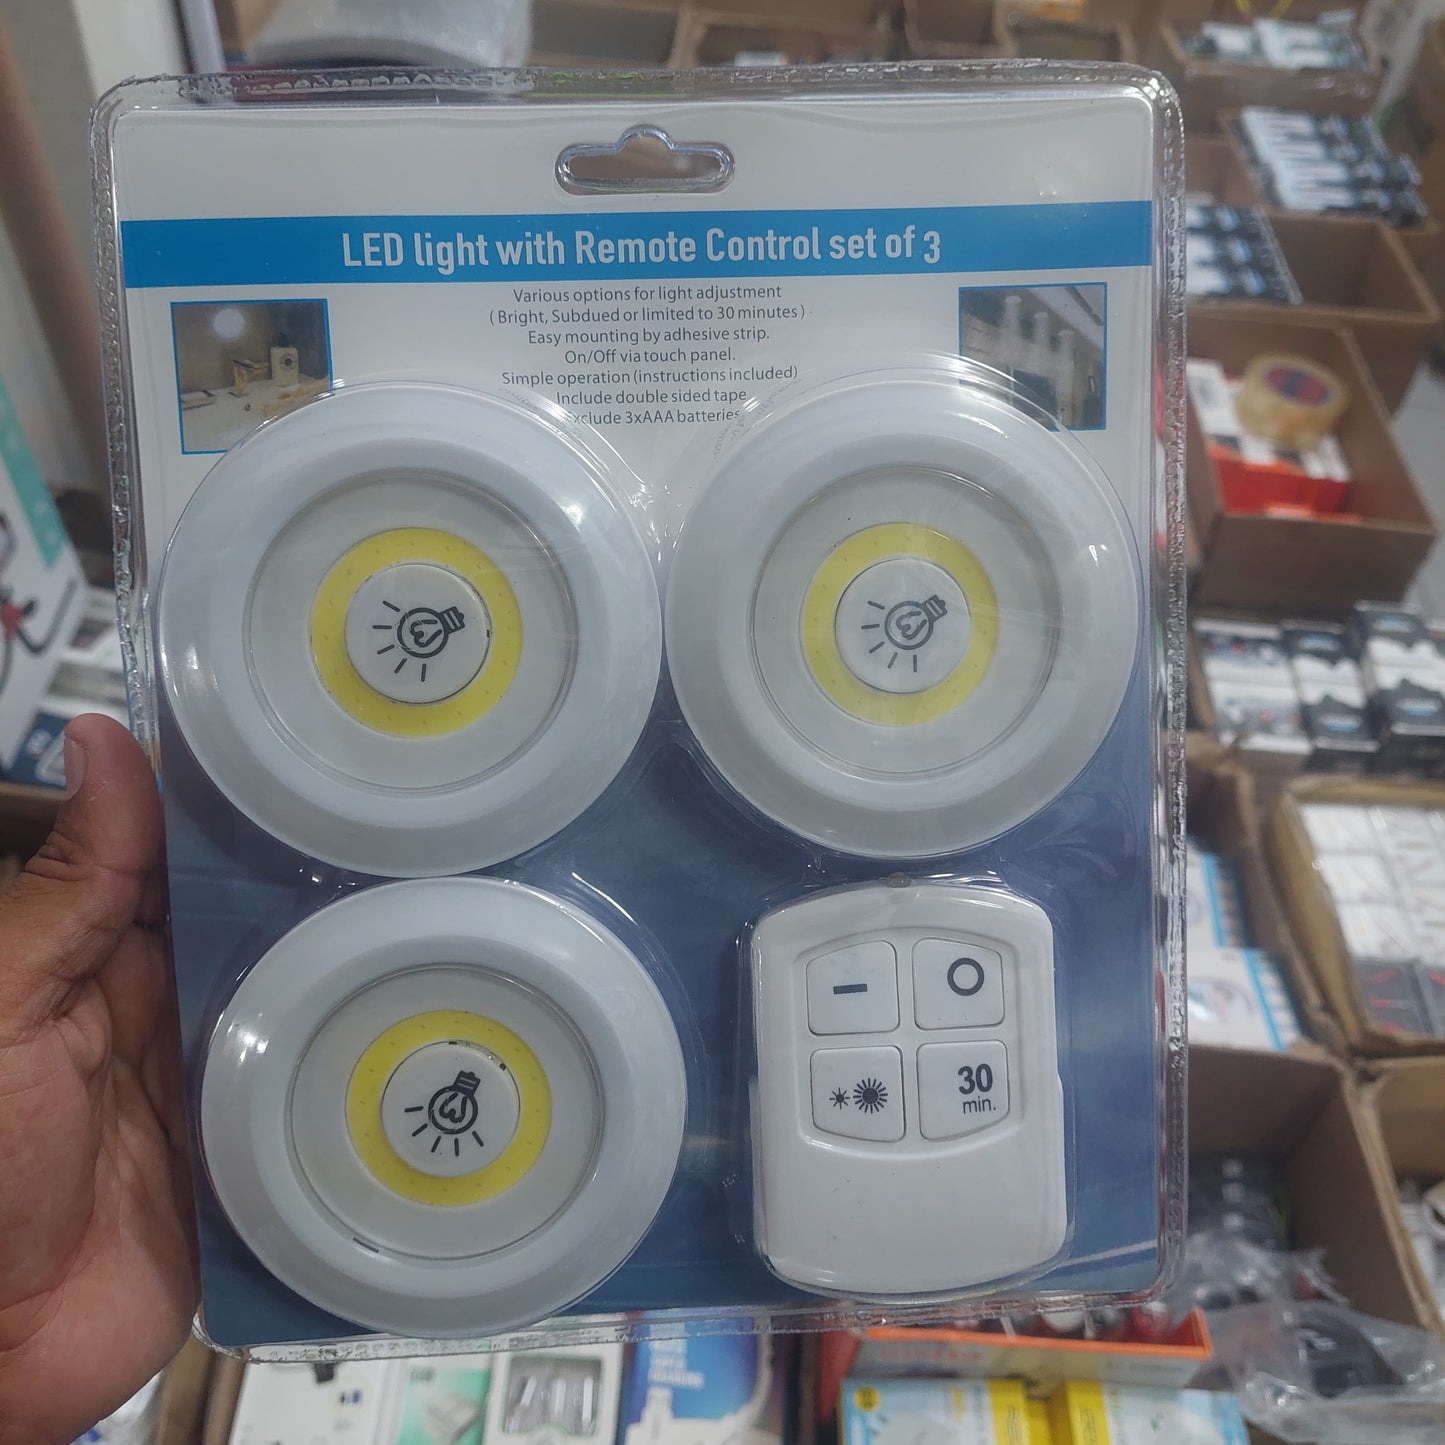 LED light with Remote Control set of 3
Various options for light adjustment
( Bright, Subdued or limited to 30 minutes )
Easy mounting by adhesive strip.
On/Off via touch panel.
Simple operation (instructions included)
Include double sided tape
3xAAA batteries
30
min.